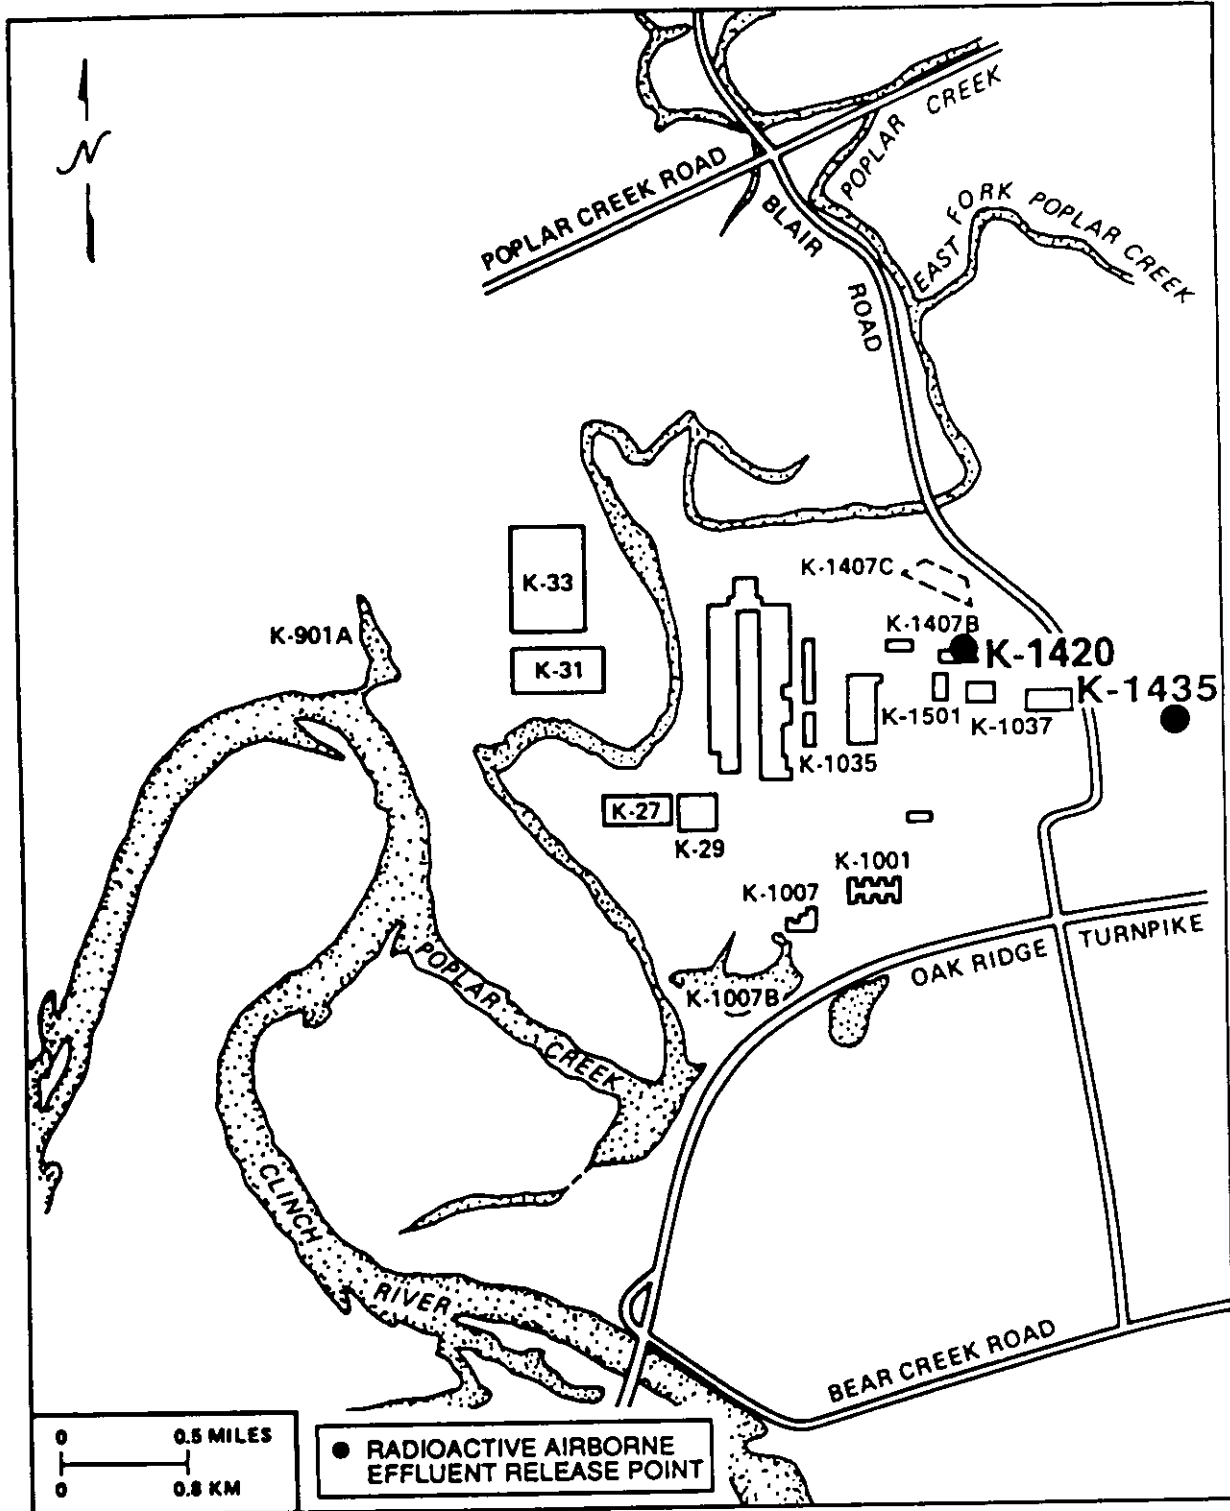 N
POPLAR CREEK ROAD
POPLAR CREEK
BLAIR ROAD
EAST FORK POPLAR CREEK
K-33
K-31
K-901A
K-1407C
K-1407B
K-1420
K-1435
K-1501
K-1037
K-1035
K-27
K-29
K-1001
K-1007
K-1007B
OAK RIDGE TURNPIKE
POPLAR CREEK
CLINCH RIVER
BEAR CREEK ROAD
0 0.5 MILES
0 0.8 KM
RADIOACTIVE AIRBORNE
EFFLUENT RELEASE POINT